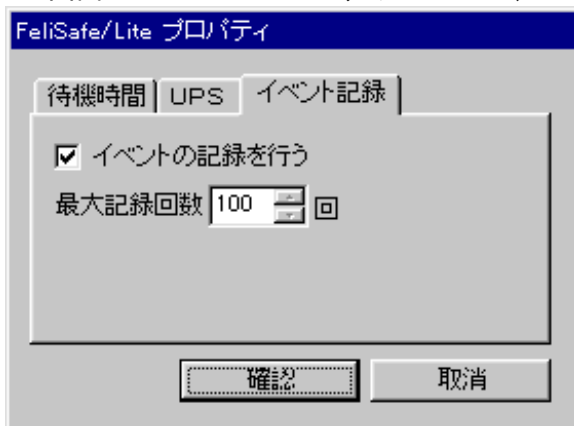 FeliSafe/Lite プロパティ
待機時間 UPS イベント記録
イベントの記録を行う
最大記録回数 100 回
確認 取消